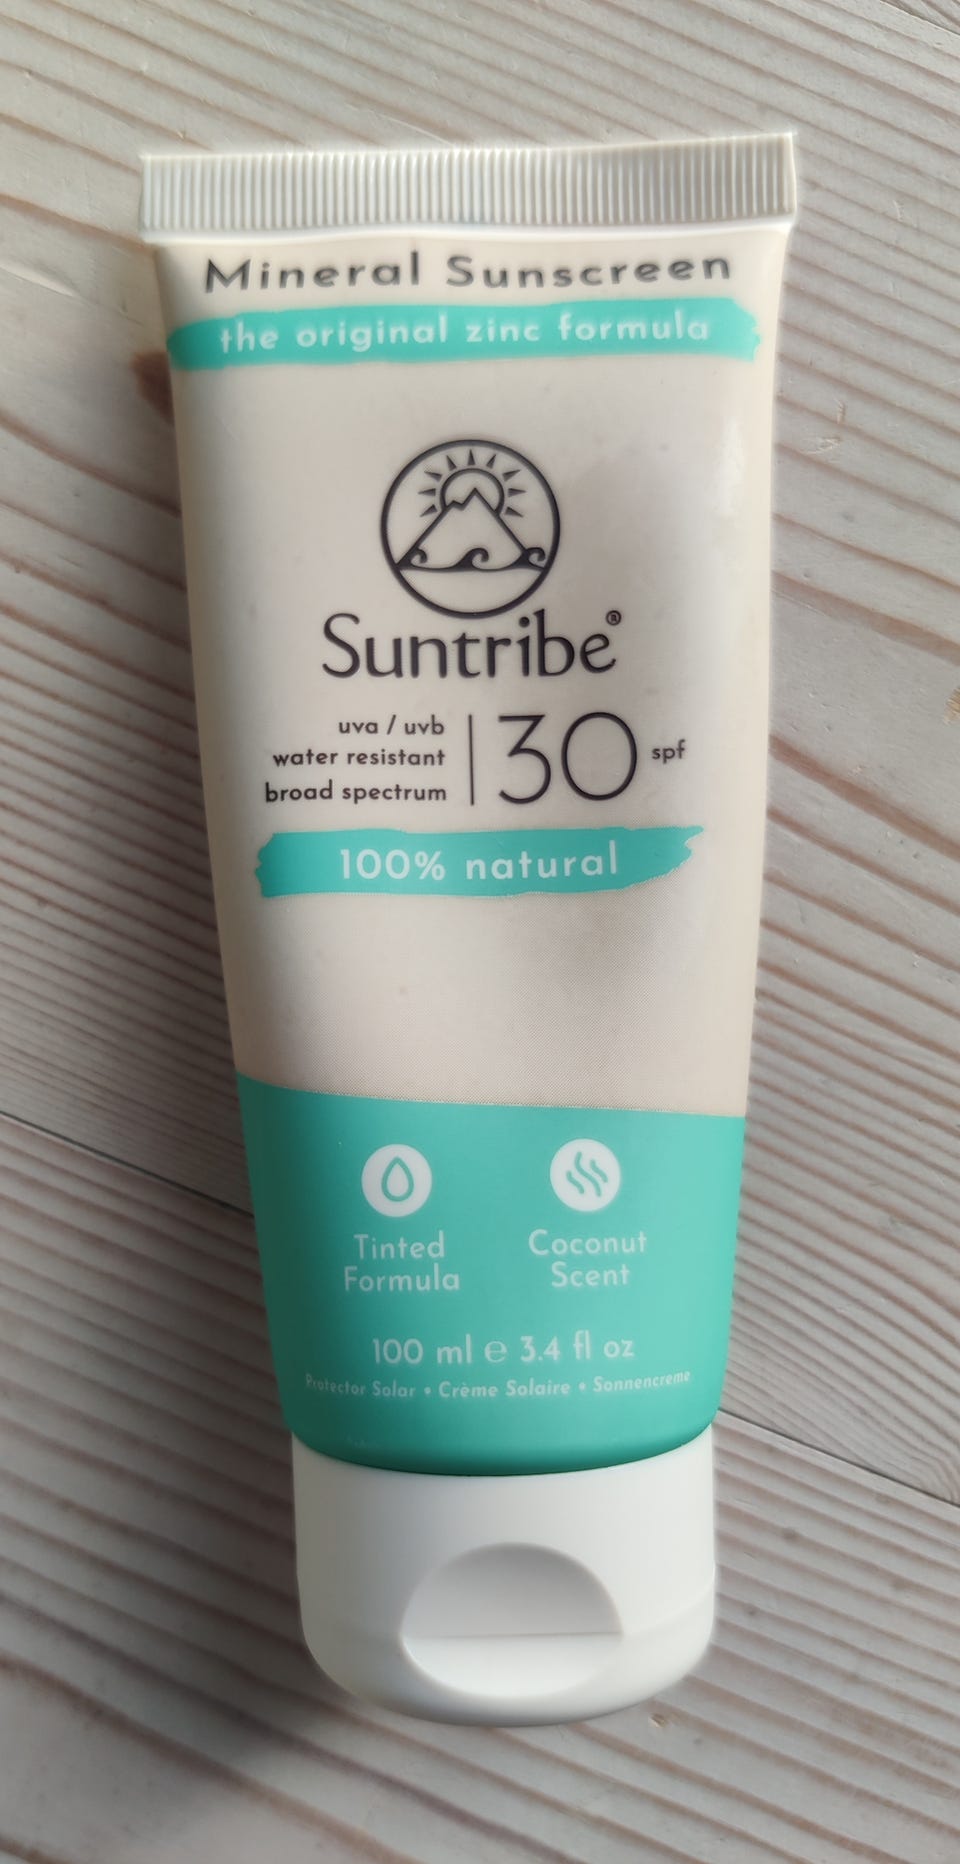 Mineral Sunscreen
the original zinc formula
Suntribe®
uva / uvb
water resistant
broad spectrum
30 spf
100% natural
Tinted
Formula
Coconut
Scent
100 ml ℮ 3.4 fl oz
Protector Solar • Crème Solaire • Sonnencreme